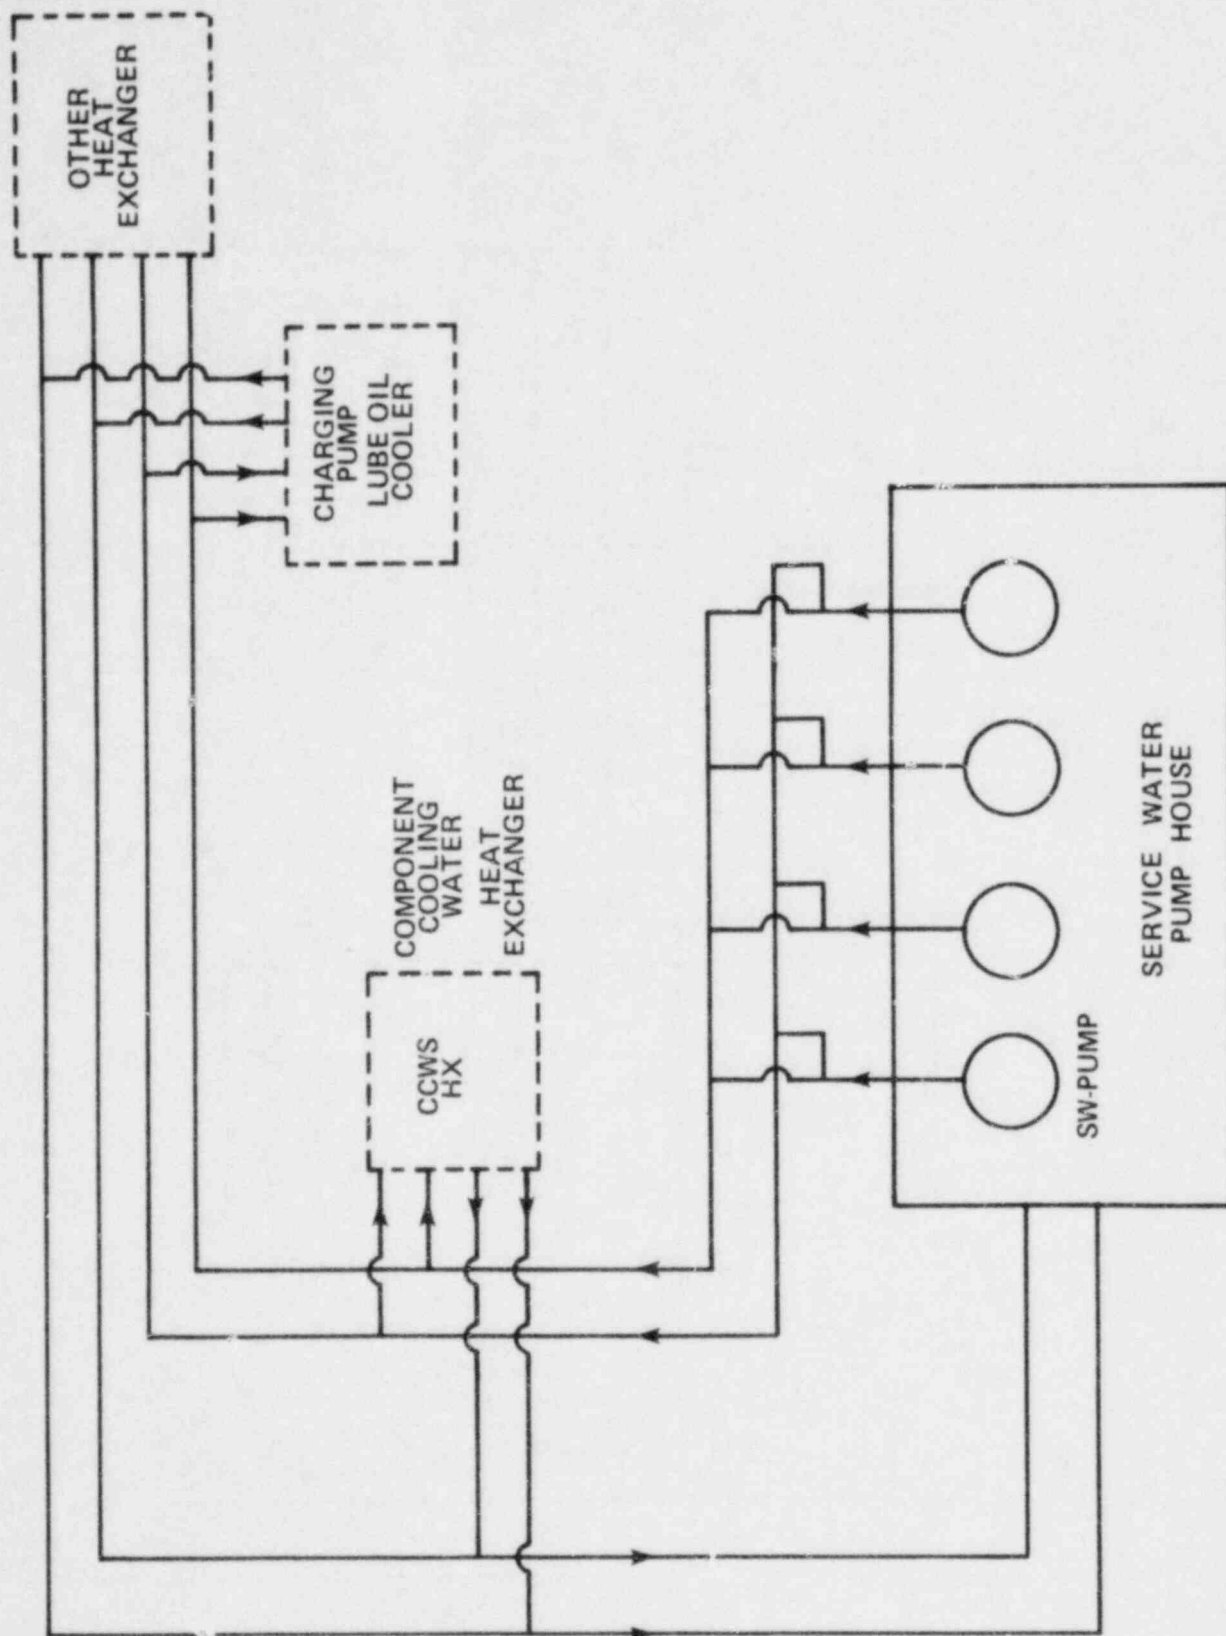 OTHER
HEAT
EXCHANGER
CHARGING
PUMP
LUBE OIL
COOLER
COMPONENT
COOLING
WATER
HEAT
EXCHANGER
CCWS
HX
SW-PUMP
SERVICE WATER
PUMP HOUSE